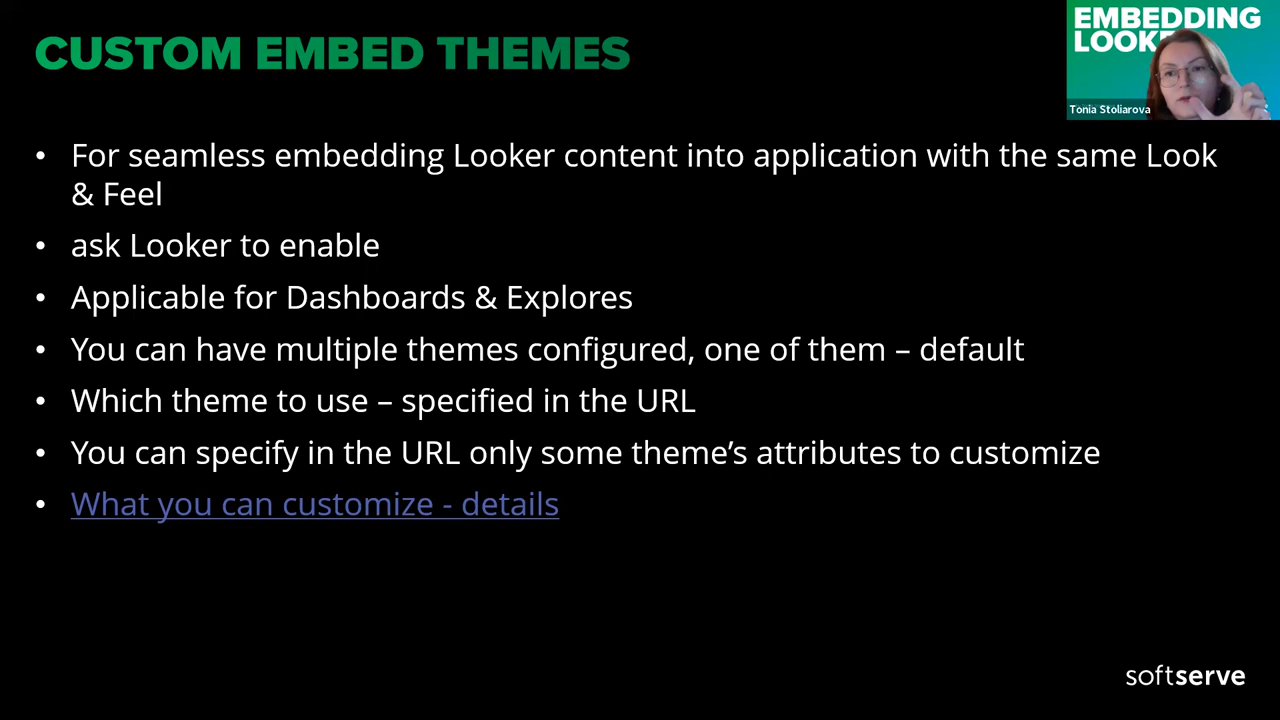 CUSTOM EMBED THEMES
EMBEDDING
LOOKE
Tonia Stoliarova
• For seamless embedding Looker content into application with the same Look
& Feel
• ask Looker to enable
• Applicable for Dashboards & Explores
• You can have multiple themes configured, one of them – default
• Which theme to use – specified in the URL
• You can specify in the URL only some theme’s attributes to customize
• What you can customize - details
softserve